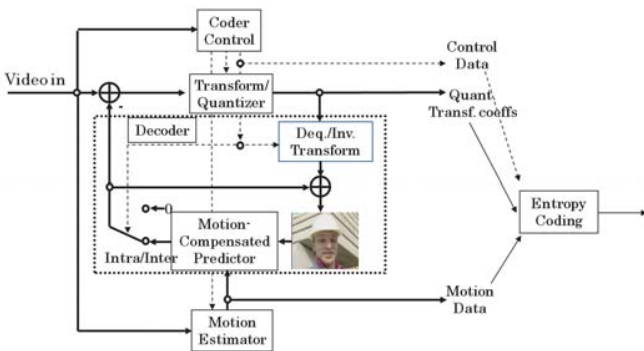 Coder
Control
Control
Data
Video in
Transform/
Quantizer
-
Quant
Transf. coeffs
Decoder
Deq./Inv.
Transform
0
Entropy
Coding
Motion-
Compensated
Predictor
Intra/Inter
Motion
Data
Motion
Estimator